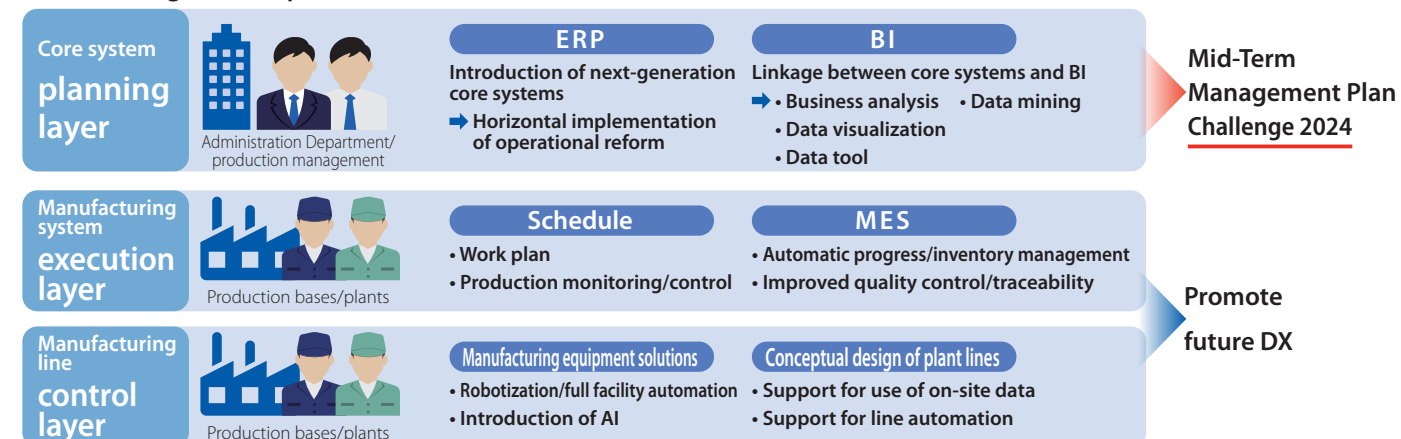 Core system
planning
layer
Administration Department/
production management
ERP
Introduction of next-generation
core systems
➡ Horizontal implementation
of operational reform
BI
Linkage between core systems and BI
➡ • Business analysis • Data mining
• Data visualization
• Data tool
Mid-Term
Management Plan
Challenge 2024
Manufacturing
system
execution
layer
Production bases/plants
Schedule
• Work plan
• Production monitoring/control
MES
• Automatic progress/inventory management
• Improved quality control/traceability
Manufacturing
line
control
layer
Production bases/plants
Manufacturing equipment solutions
• Robotization/full facility automation
• Introduction of AI
Conceptual design of plant lines
• Support for use of on-site data
• Support for line automation
Promote
future DX